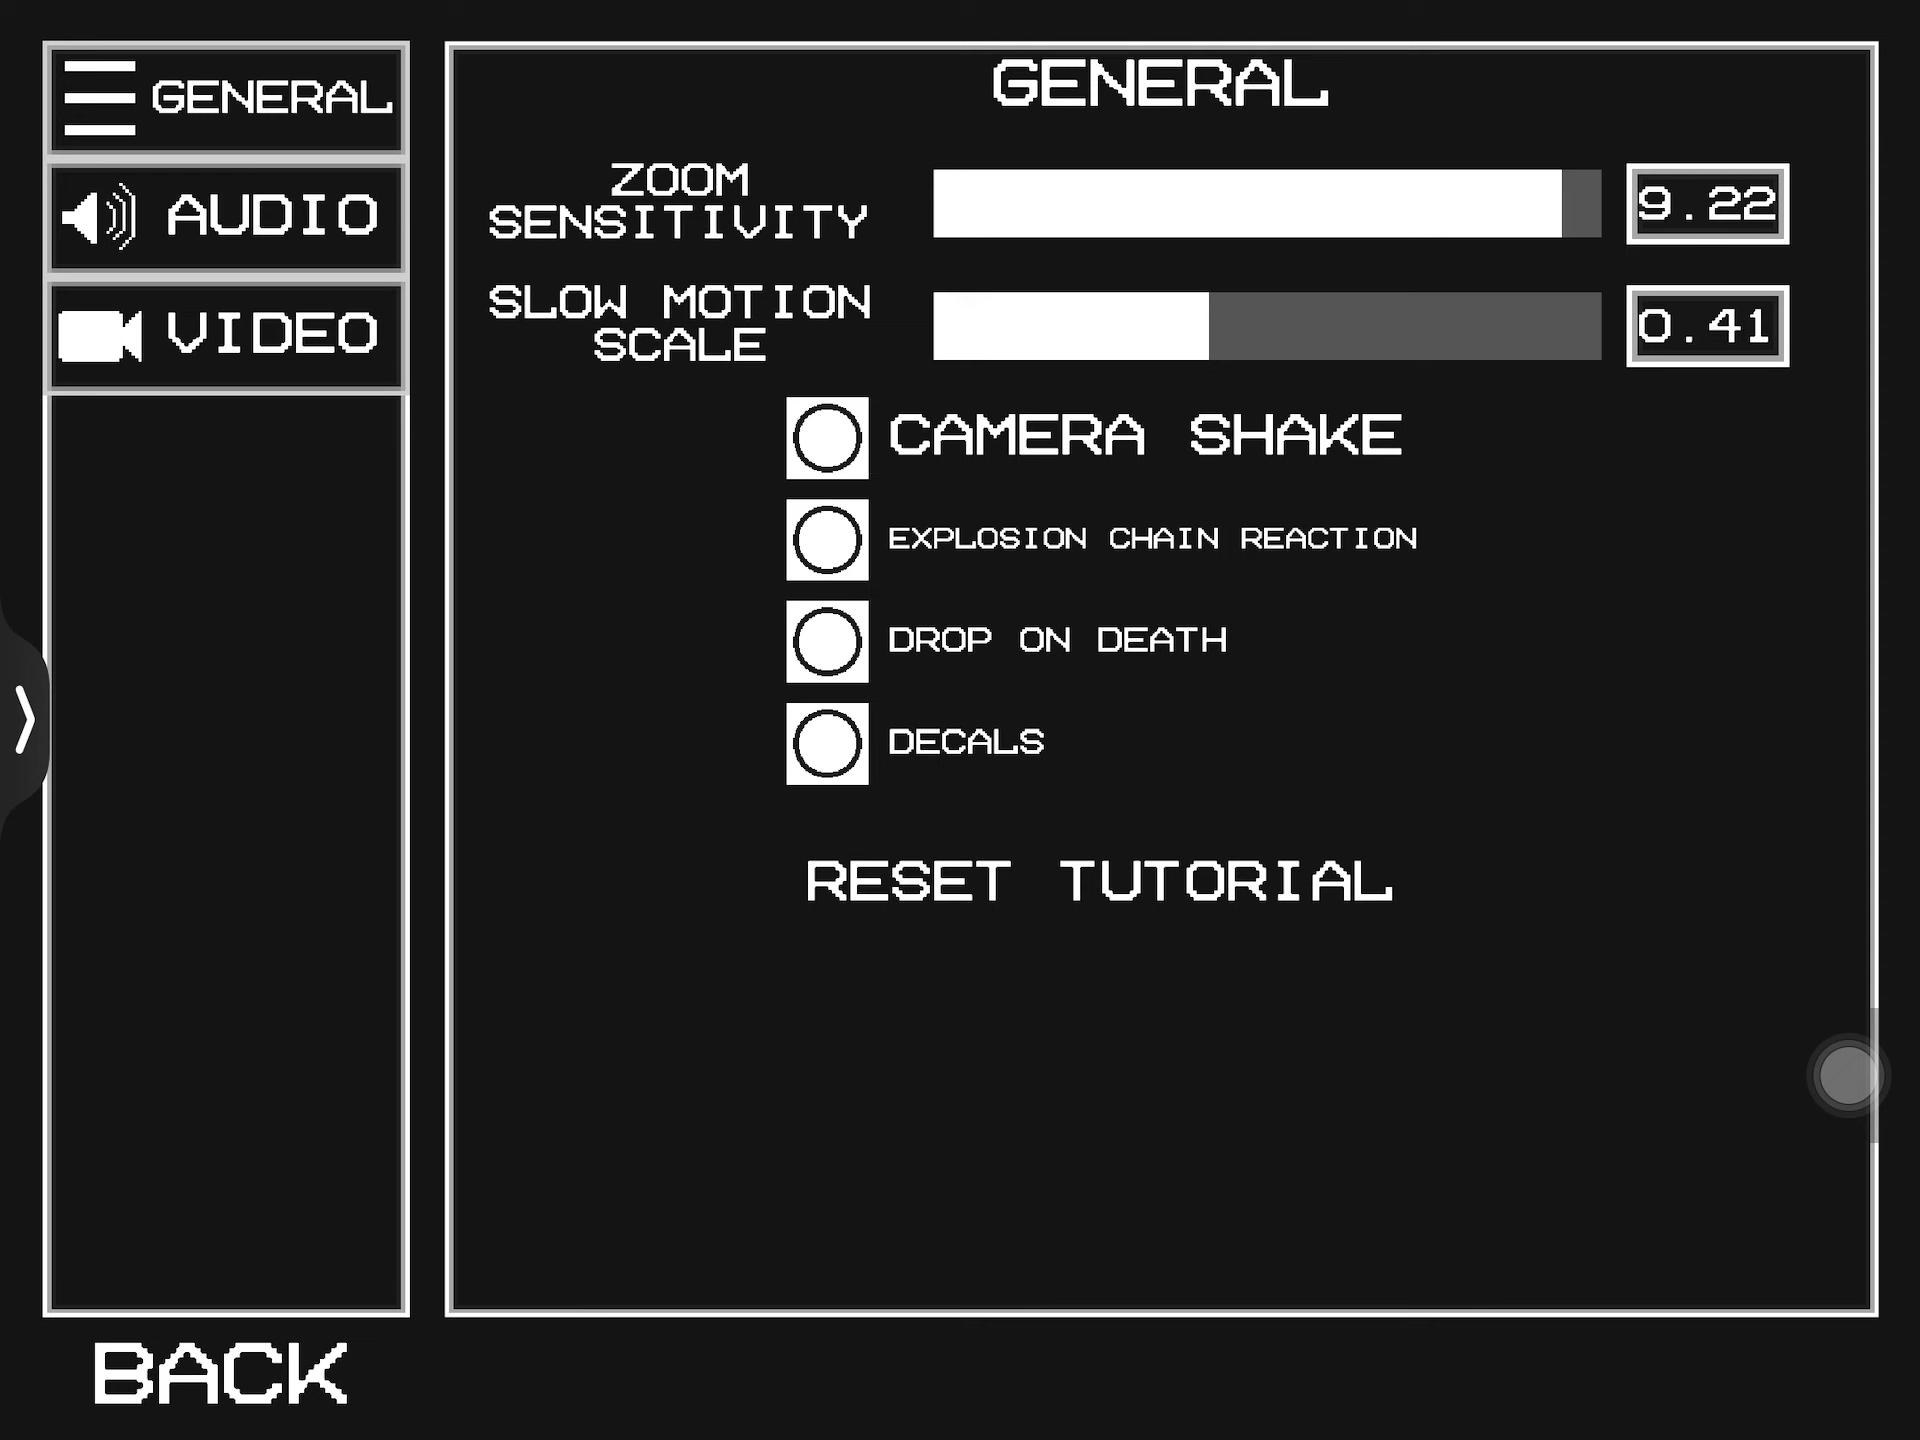 GENERAL
AUDIO
VIDEO
GENERAL
ZOOM
SENSITIVITY
9.22
SLOW MOTION
SCALE
0.41
CAMERA SHAKE
EXPLOSION CHAIN REACTION
DROP ON DEATH
DECALS
RESET TUTORIAL
BACK